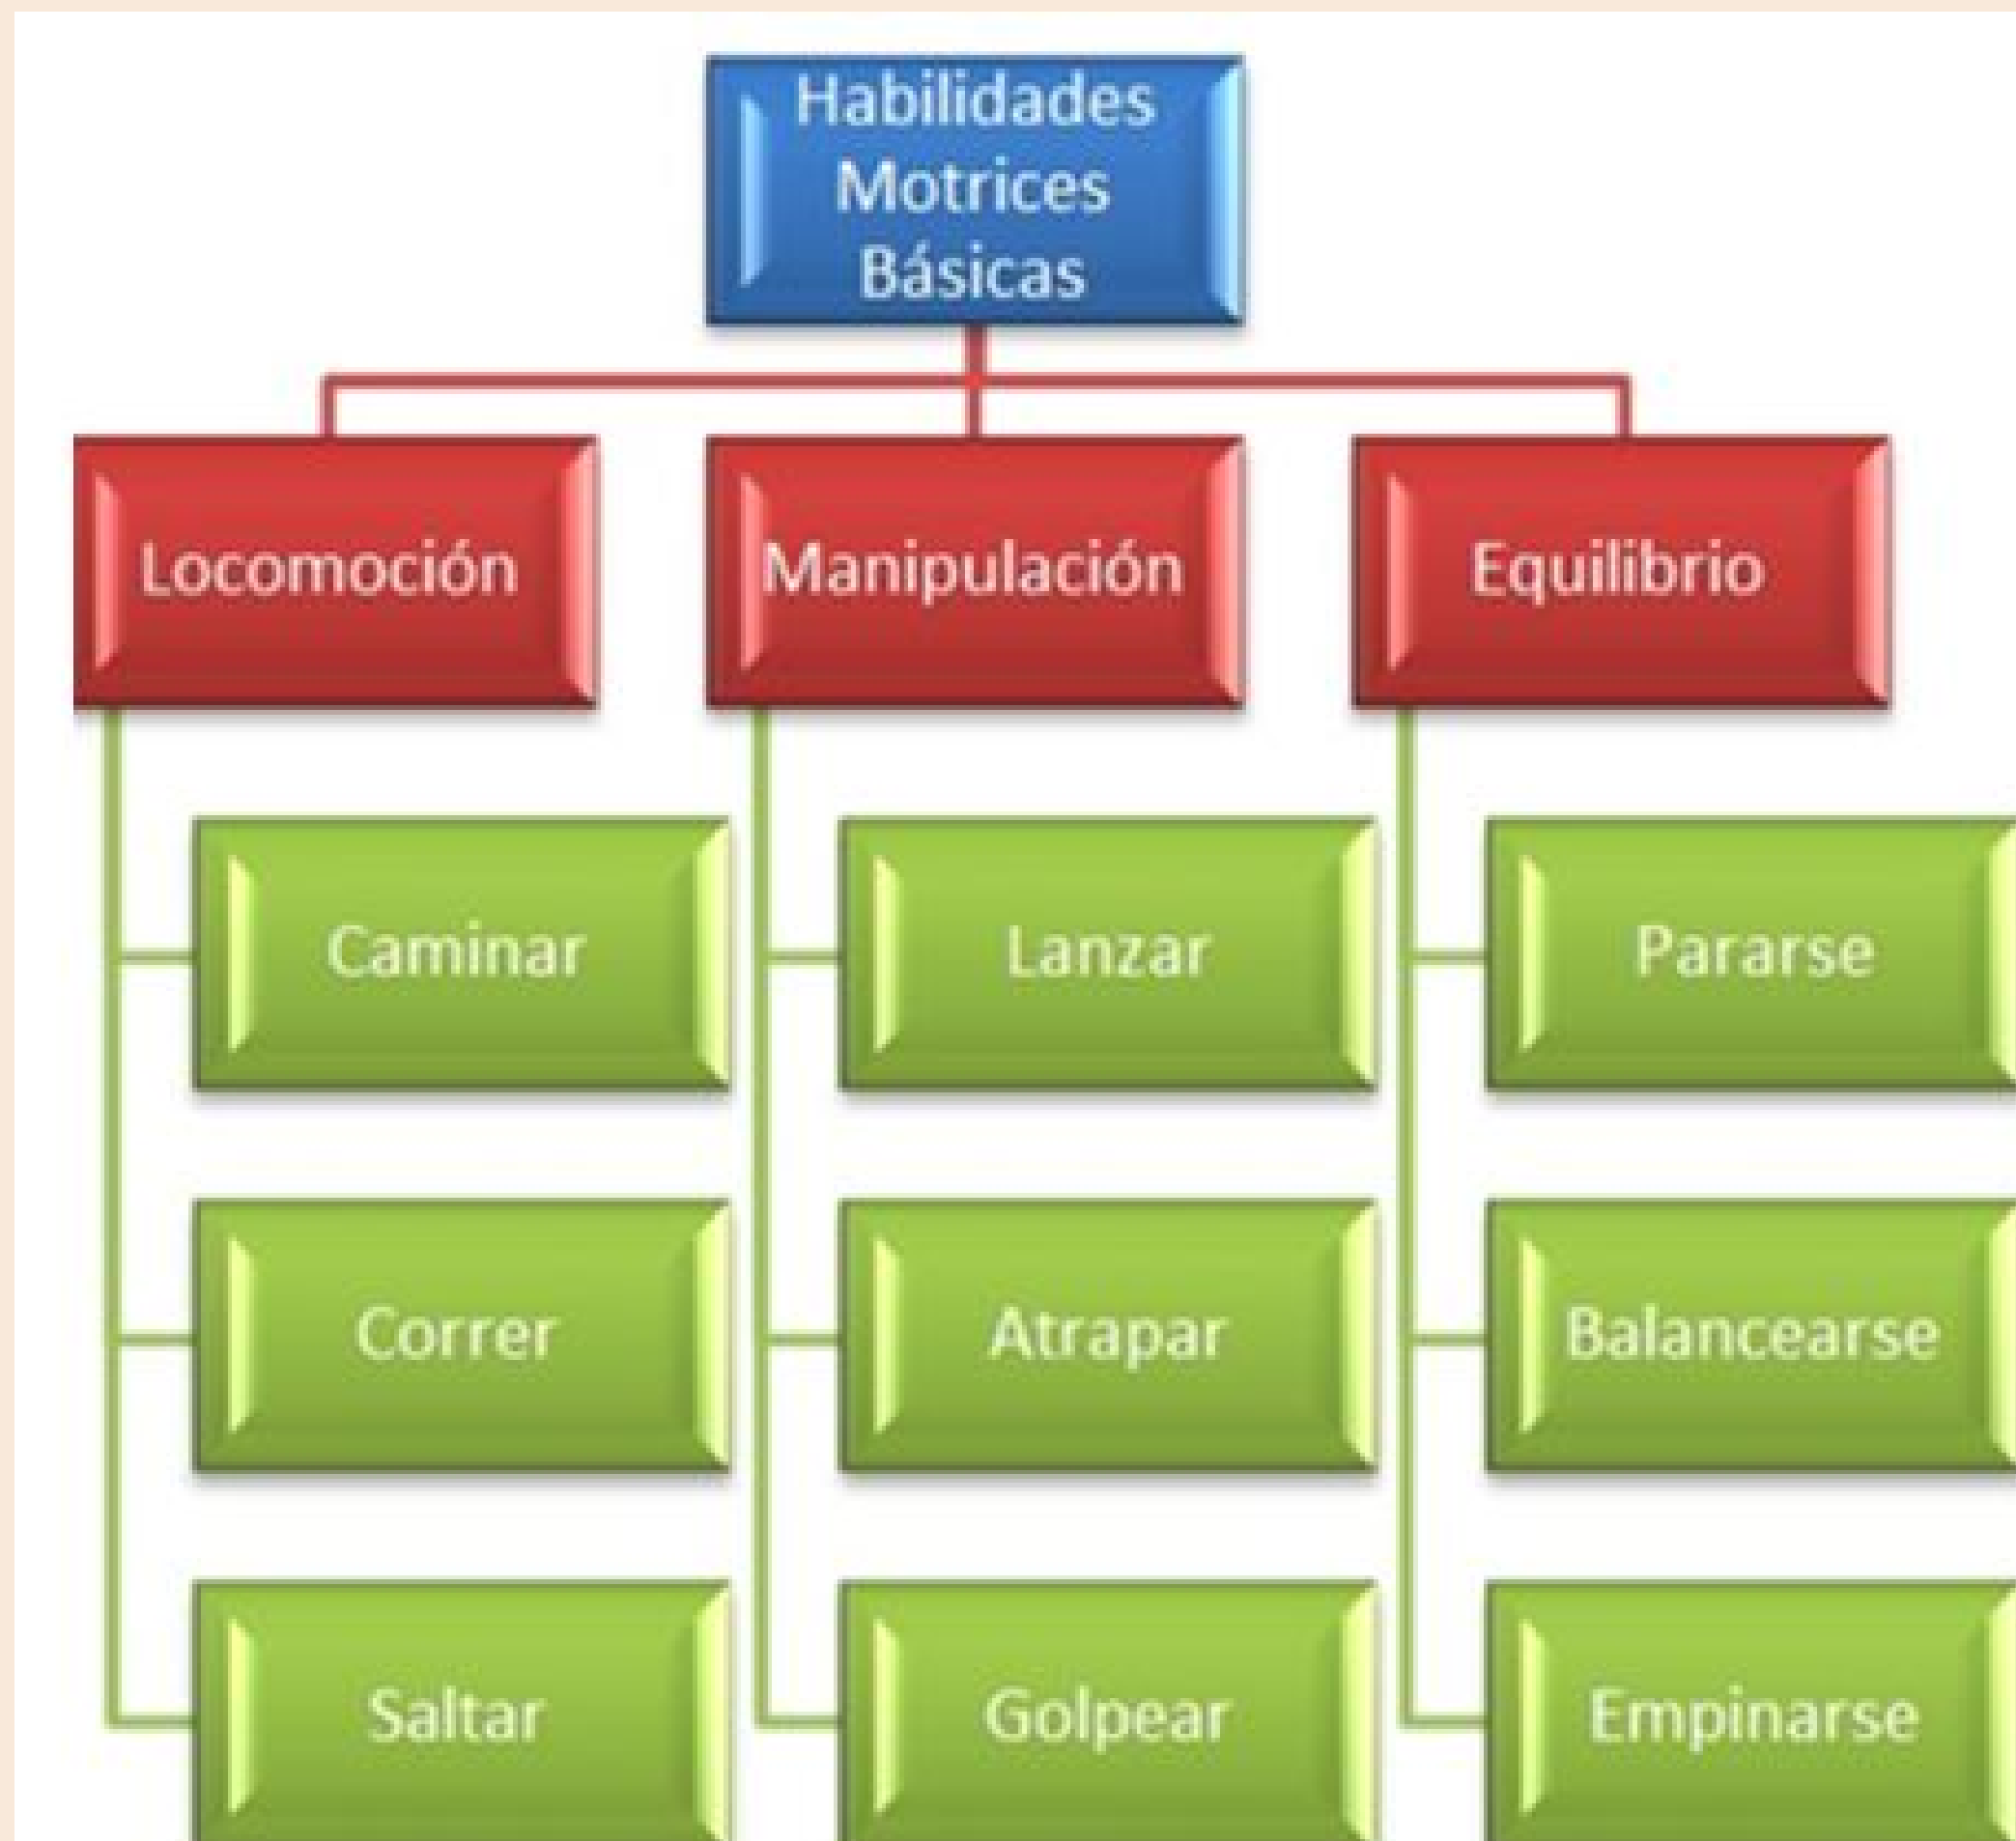 Habilidades
Motrices
Básicas
Locomoción
Manipulación
Equilibrio
Caminar
Lanzar
Pararse
Correr
Atrapar
Balancearse
Saltar
Golpear
Empinarse